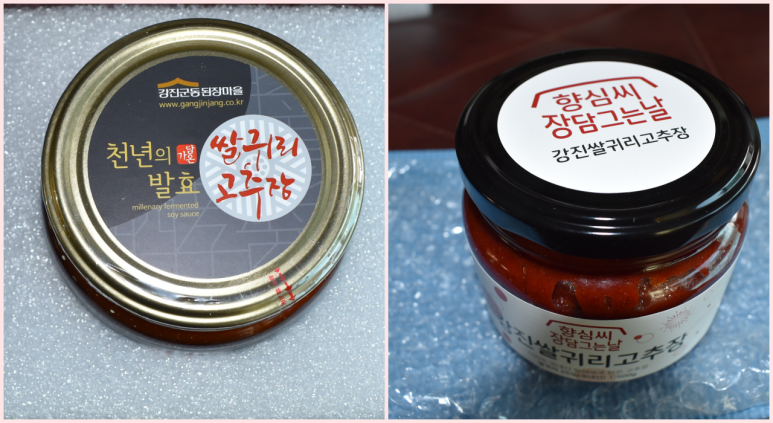 강진군동된장마을
www.gangjinjang.co.kr
천년의
발효
담가온
millenary fermented
soy sauce
쌀귀리
고추장
향심씨
장담그는날
강진쌀귀리고추장
향심씨
장담그는날
강진쌀귀리고추장